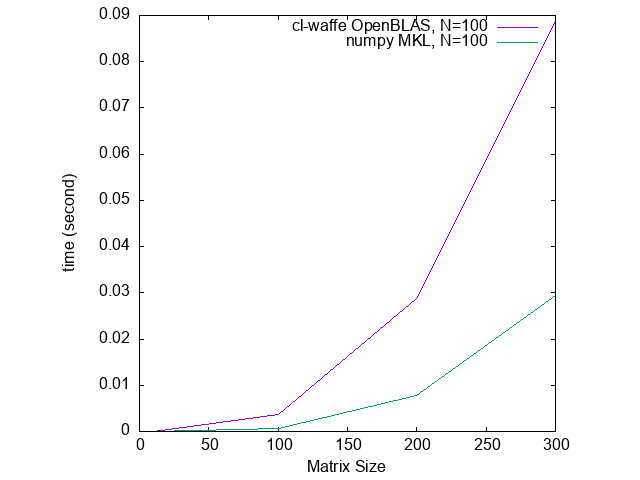 0.09
cl-waffe OpenBLAS, N=100
numpy MKL, N=100
0.08
0.07
0.06
0.05
time (second)
0.04
0.03
0.02
0.01
0
0 50 100 150 200 250 300
Matrix Size